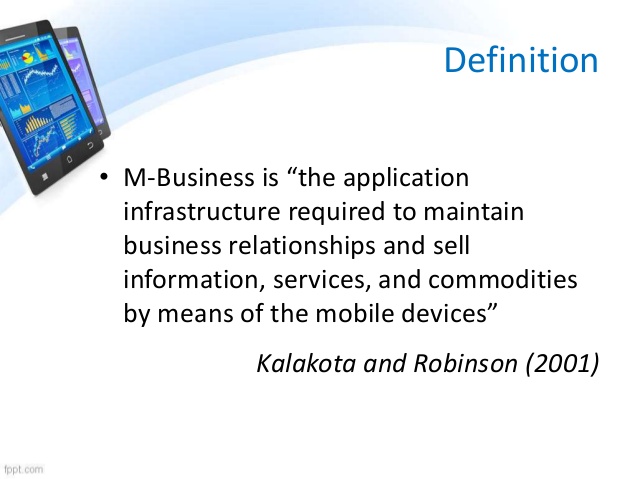 Definition
• M-Business is “the application
infrastructure required to maintain
business relationships and sell
information, services, and commodities
by means of the mobile devices”
Kalakota and Robinson (2001)
fppt.com